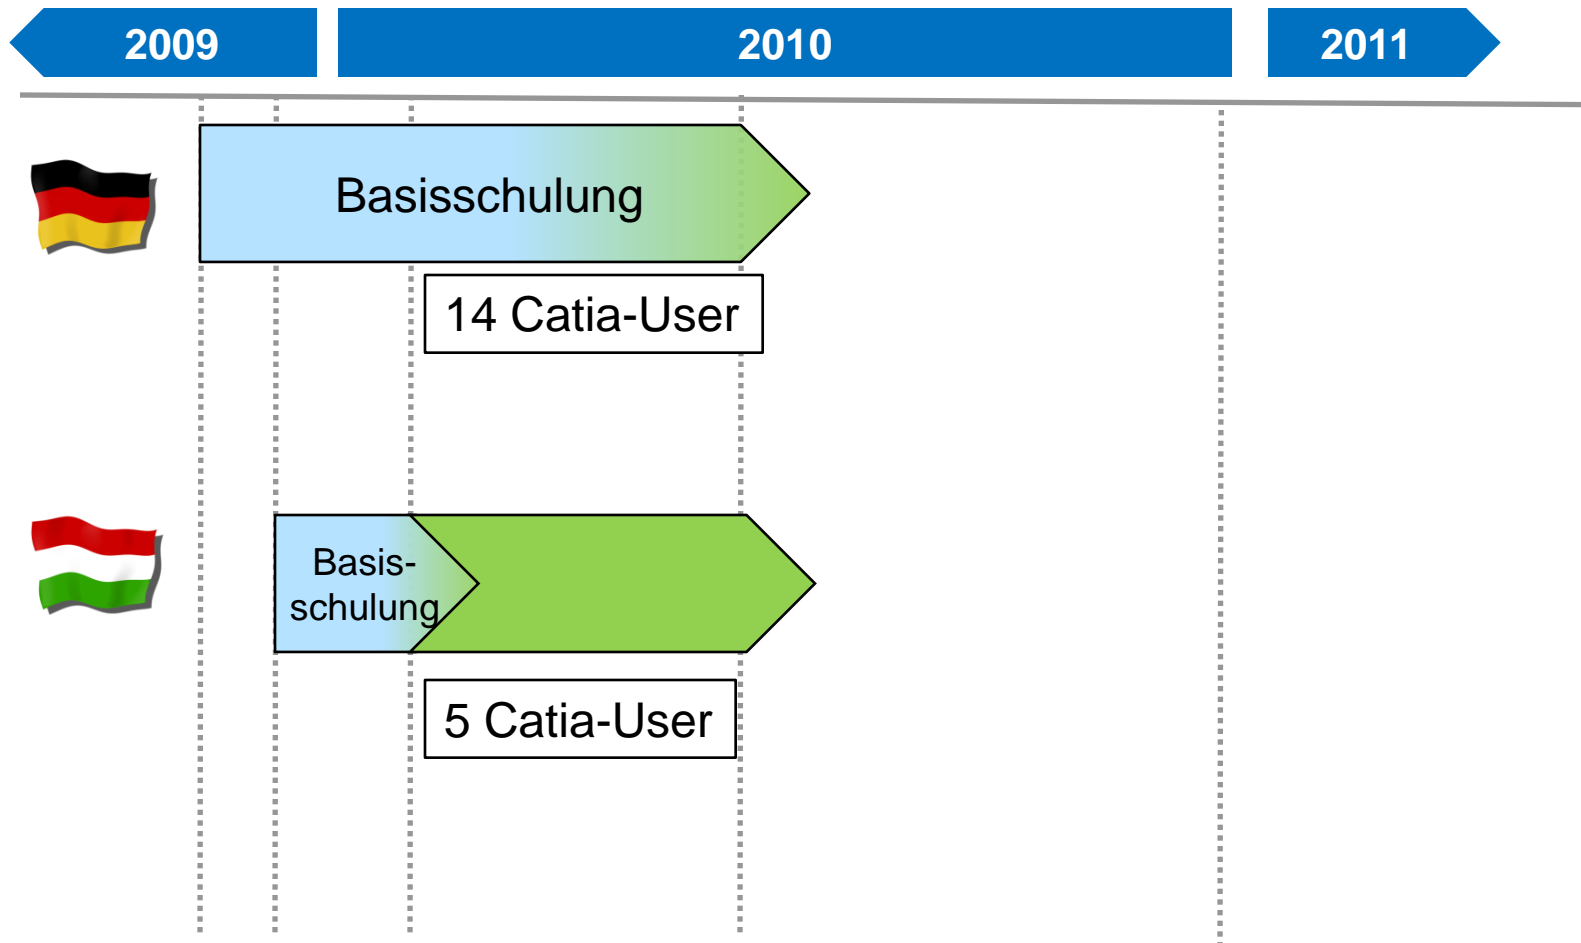 2009
2010
2011
Basisschulung
14 Catia-User
Basis-
schulung
5 Catia-User